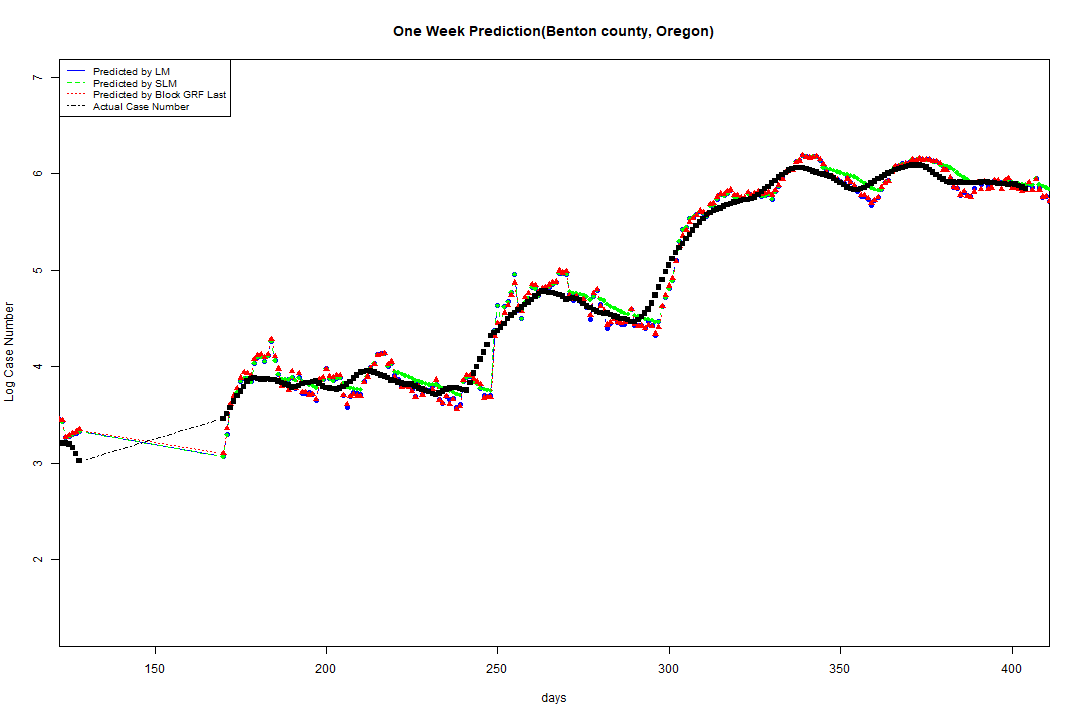 One Week Prediction(Benton county, Oregon)
Predicted by LM
Predicted by SLM
Predicted by Block GRF Last
Actual Case Number
7
6
5
4
3
2
Log Case Number
150 200 250 300 350 400
days